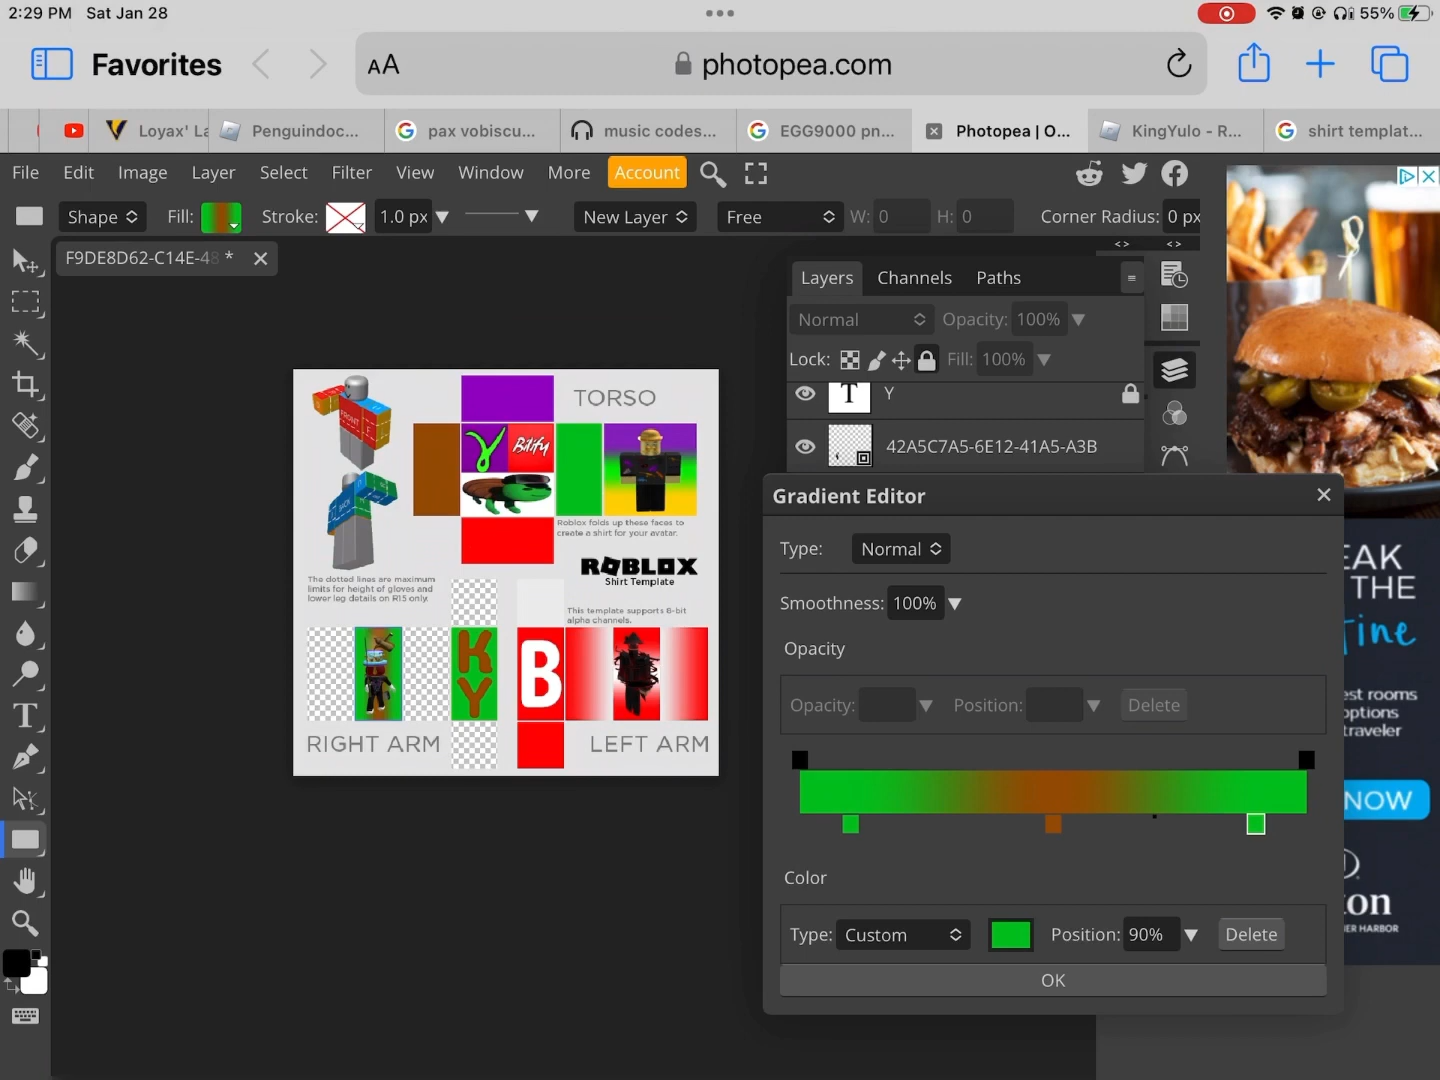 2:29 PM Sat Jan 28
55%
Favorites
AA
photopea.com
Loyax' La
Penguindoc...
pax vobiscu...
music codes...
EGG9000 pn...
Photopea | O...
KingYulo - R...
shirt templat...
File Edit Image Layer Select Filter View Window More Account
Shape Fill: Stroke: 1.0 px New Layer Free W: 0 H: 0 Corner Radius: 0 px
F9DE8D62-C14E-48 *
Layers Channels Paths
Normal Opacity: 100%
Lock: Fill: 100%
T Y
42A5C7A5-6E12-41A5-A3B
TORSO
Bitify
FRONT
BACK
Roblox folds up these faces to
create a shirt for your avatar.
ROBLOX
Shirt Template
The dotted lines are maximum
limits for height of gloves and
lower leg details on R15 only.
This template supports 8-bit
alpha channels.
K
Y
B
RIGHT ARM
LEFT ARM
Gradient Editor
Type: Normal
Smoothness: 100%
Opacity
Opacity: Position: Delete
Color
Type: Custom Position: 90% Delete
OK
EAK
THE
ine
est rooms
options
traveler
NOW
ton
ER HARBOR